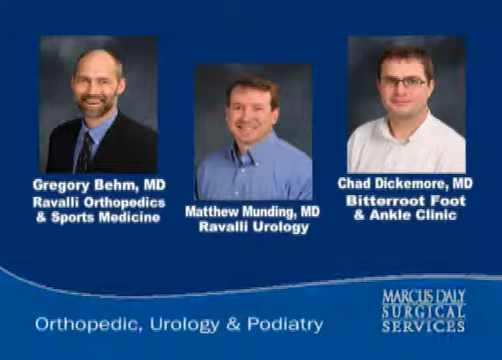 Gregory Behm, MD
Ravalli Orthopedics
& Sports Medicine
Matthew Munding, MD
Ravalli Urology
Chad Dickemore, MD
Bitterroot Foot
& Ankle Clinic
Orthopedic, Urology & Podiatry
MARCUS DALY
SURGICAL
SERVICES